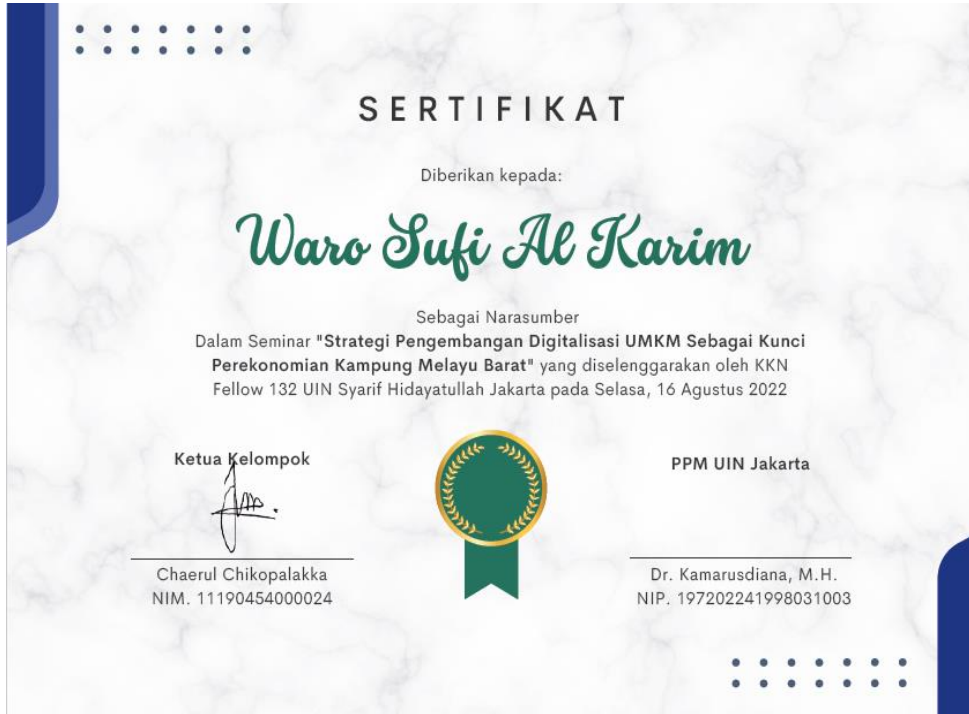 SERTIFIKAT
Diberikan kepada:
Waro Sufi Al Karim
Sebagai Narasumber
Dalam Seminar "Strategi Pengembangan Digitalisasi UMKM Sebagai Kunci
Perekonomian Kampung Melayu Barat" yang diselenggarakan oleh KKN
Fellow 132 UIN Syarif Hidayatullah Jakarta pada Selasa, 16 Agustus 2022
Ketua Kelompok
Chaerul Chikopalakka
NIM. 11190454000024
PPM UIN Jakarta
Dr. Kamarusdiana, M.H.
NIP. 197202241998031003